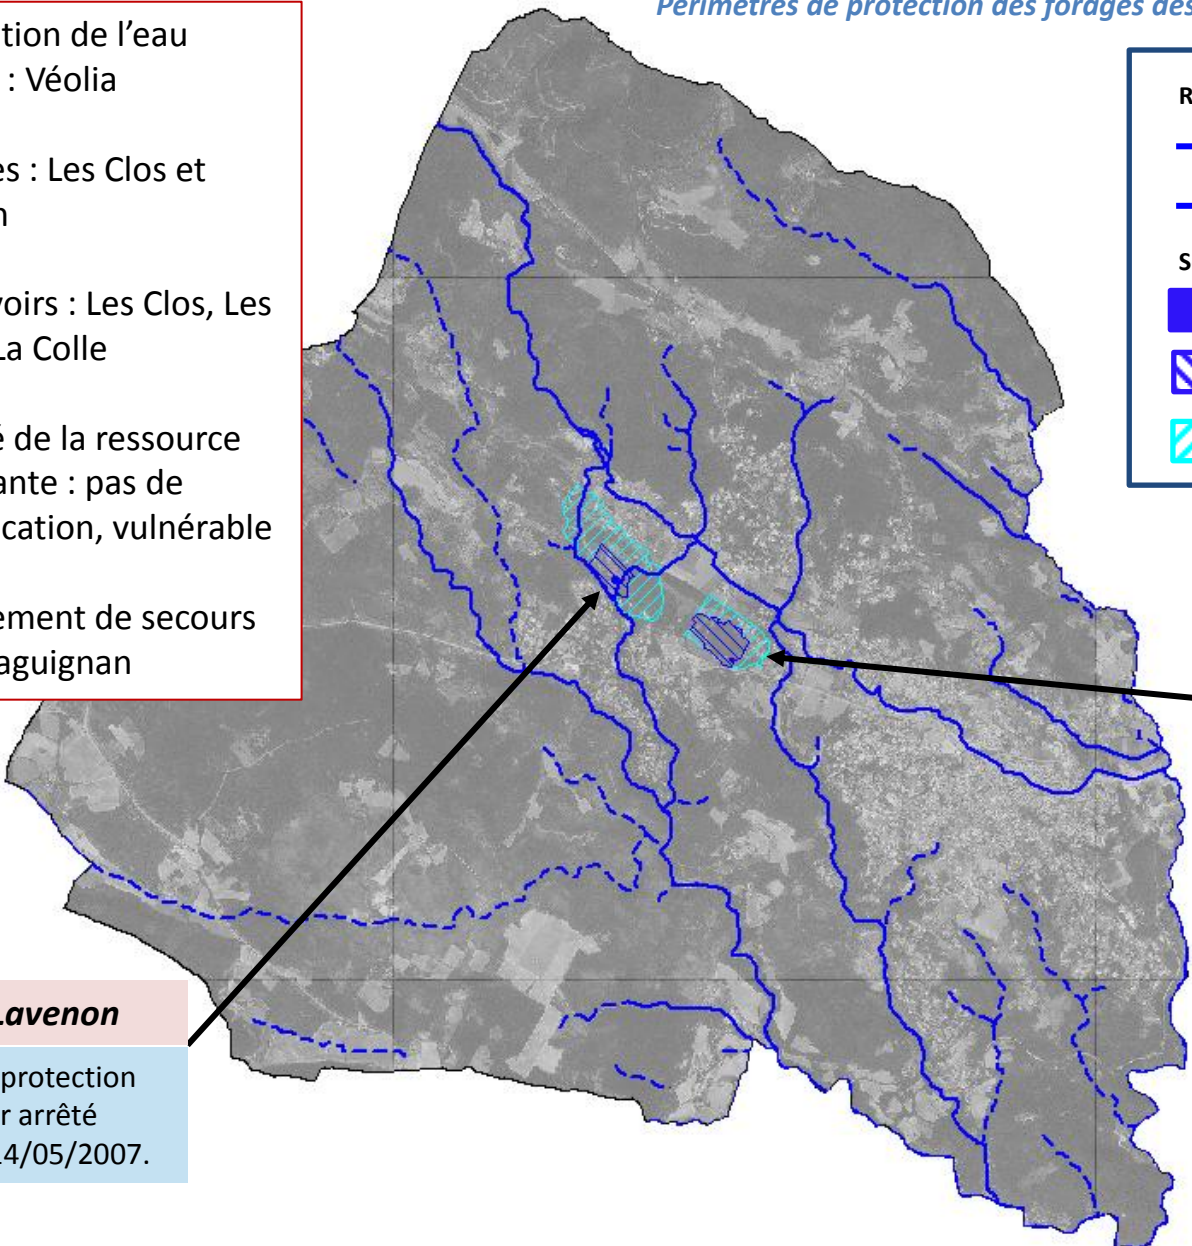 Périmètres de protection des forages des
tion de l’eau
: Véolia
es : Les Clos et
n
voirs : Les Clos, Les
La Colle
é de la ressource
ante : pas de
ication, vulnérable
ement de secours
aguignan
R
S
Lavenon
protection
r arrêté
14/05/2007.